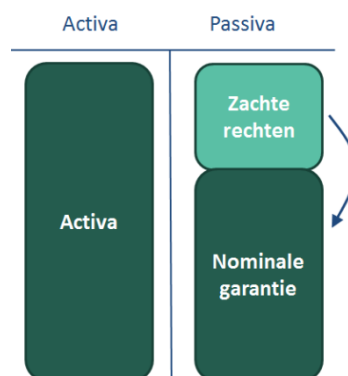 Activa
Passiva
Zachte
rechten
Activa
Nominale
garantie